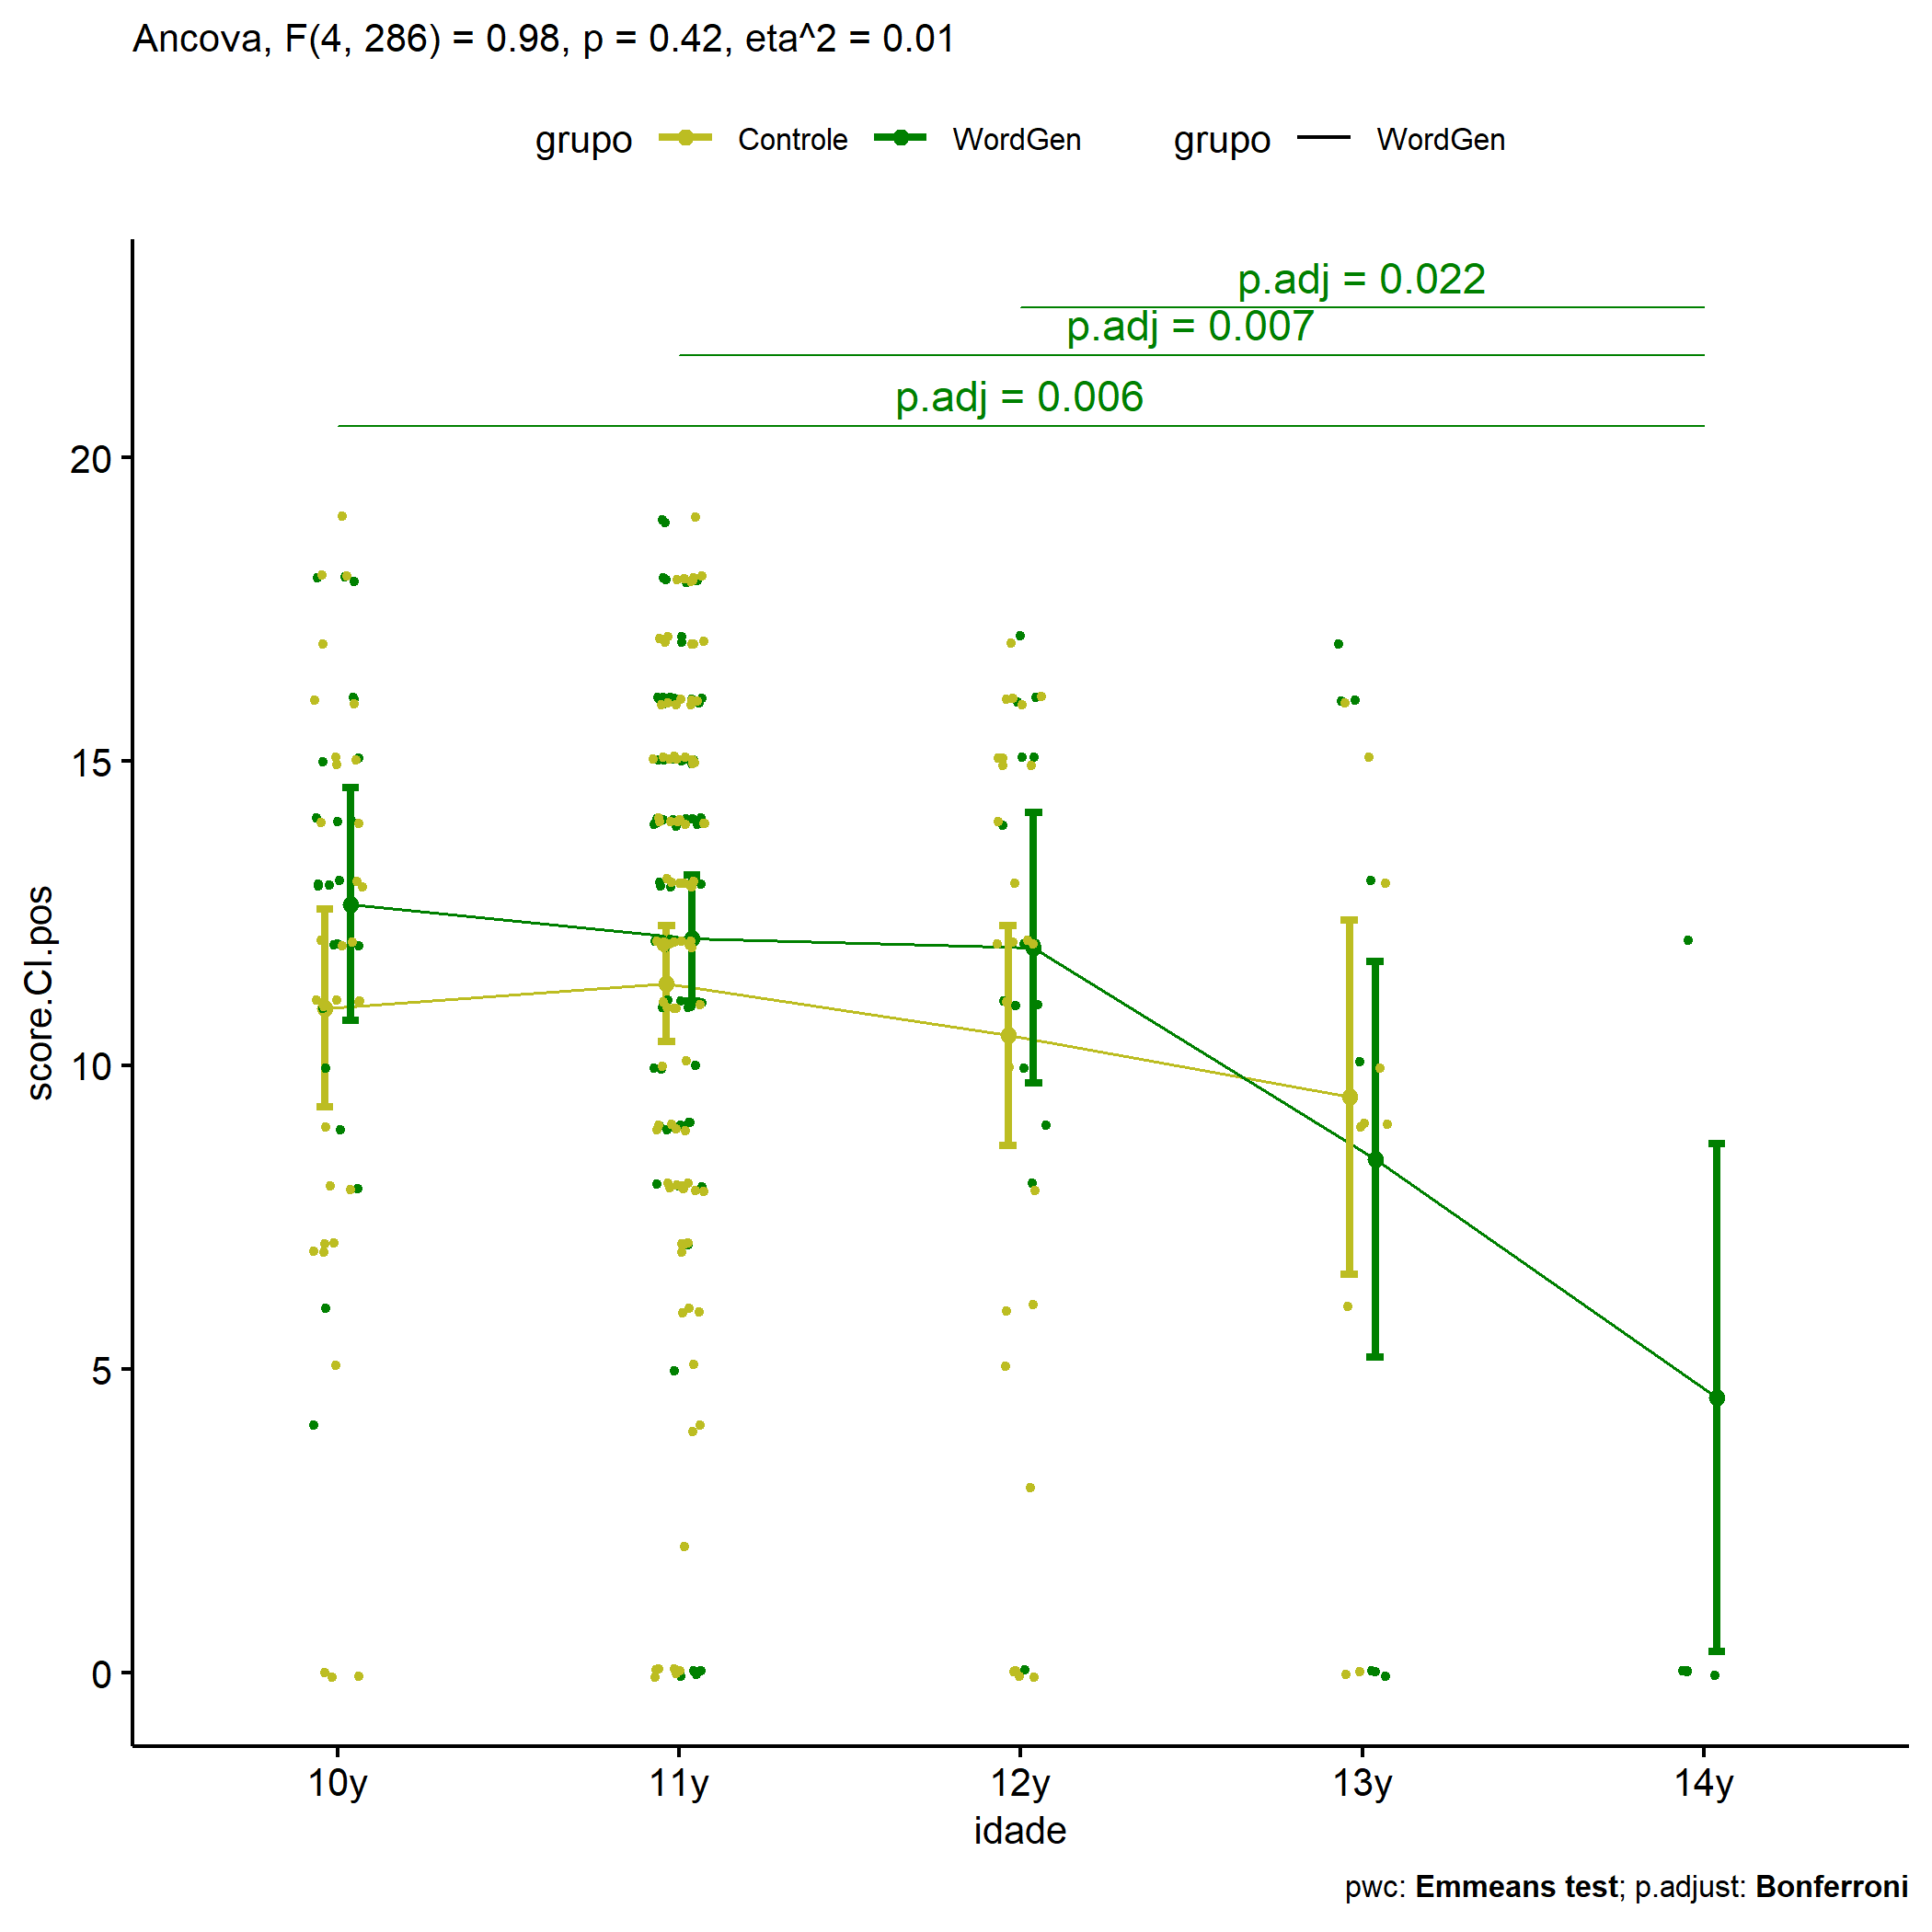 Ancova, F(4, 286) = 0.98, p = 0.42, eta^2 = 0.01
grupo Controle WordGen grupo WordGen
p.adj = 0.022
p.adj = 0.007
p.adj = 0.006
20
15
10
5
0
score.CI.pos
10y 11y 12y 13y 14y
idade
pwc: Emmeans test; p.adjust: Bonferroni